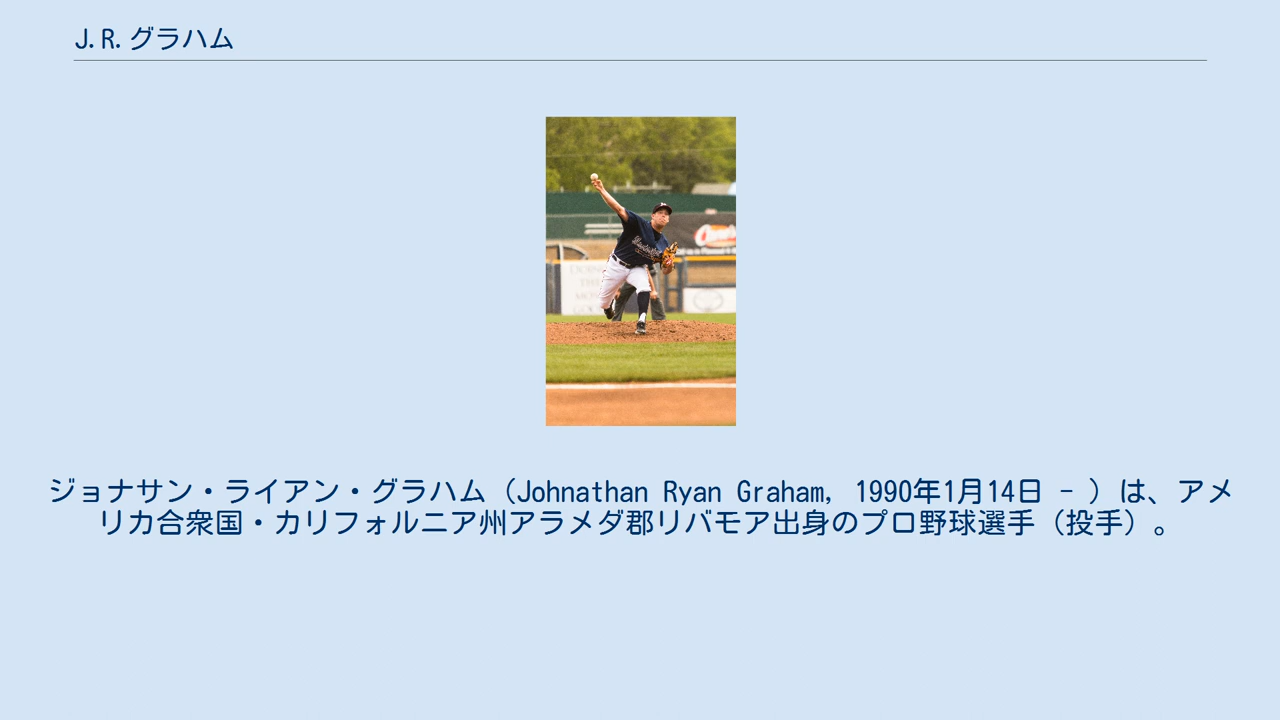 J.R.グラハム
ジョナサン・ライアン・グラハム（Johnathan Ryan Graham, 1990年1月14日 - ）は、アメ
リカ合衆国・カリフォルニア州アラメダ郡リバモア出身のプロ野球選手（投手）。